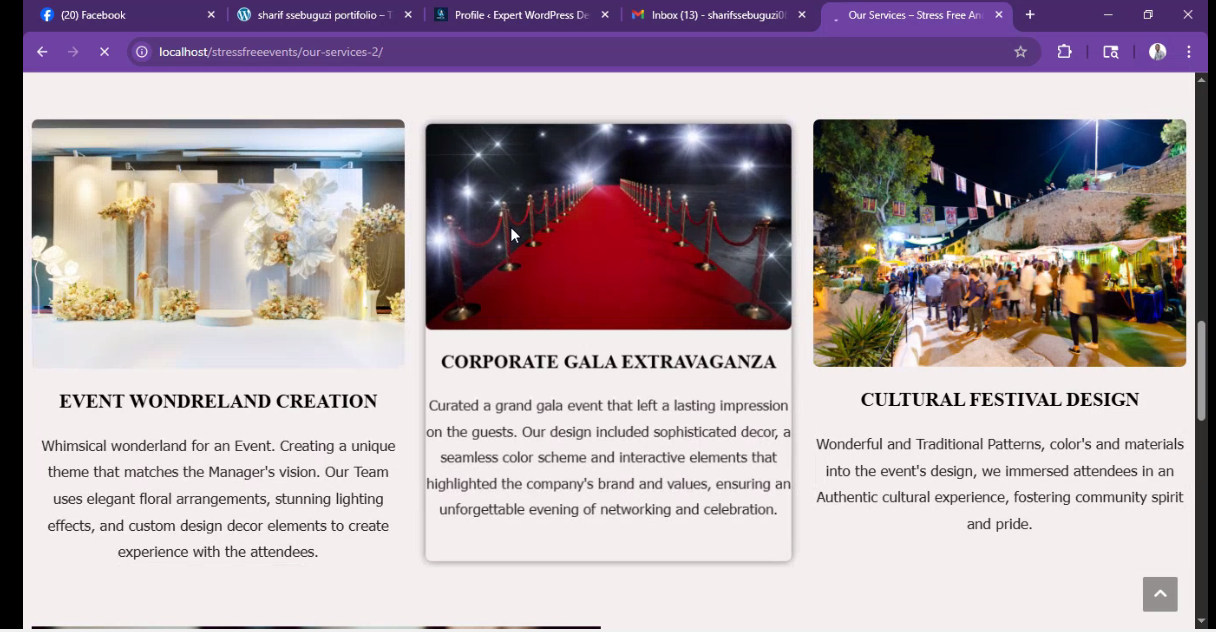 (20) Facebook
sharif ssebuguzi portifolio – T
Profile ‹ Expert WordPress De
Inbox (13) - sharifssebuguzi0
Our Services – Stress Free An
localhost/stressfreeevents/our-services-2/
EVENT WONDRELAND CREATION
Whimsical wonderland for an Event. Creating a unique
theme that matches the Manager's vision. Our Team
uses elegant floral arrangements, stunning lighting
effects, and custom design decor elements to create
experience with the attendees.
CORPORATE GALA EXTRAVAGANZA
Curated a grand gala event that left a lasting impression
on the guests. Our design included sophisticated decor, a
seamless color scheme and interactive elements that
highlighted the company's brand and values, ensuring an
unforgettable evening of networking and celebration.
CULTURAL FESTIVAL DESIGN
Wonderful and Traditional Patterns, color's and materials
into the event's design, we immersed attendees in an
Authentic cultural experience, fostering community spirit
and pride.